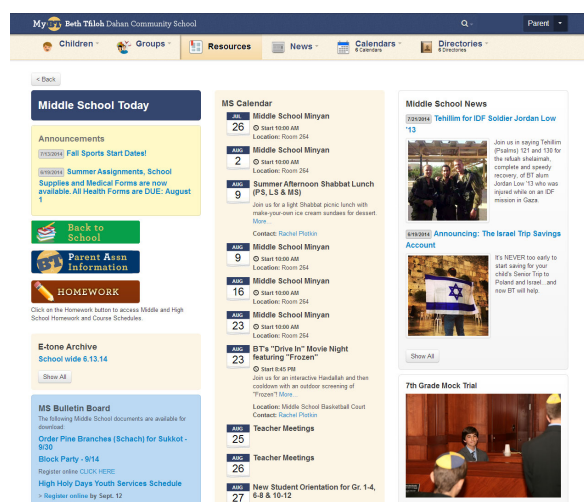 My BT Beth Tfiloh Dahan Community School
Parent
Children
Groups
Resources
News
Calendars
6 Calendars
Directories
6 Directories
< Back
Middle School Today
Announcements
7/13/2014 Fall Sports Start Dates!
6/19/2014 Summer Assignments, School
Supplies and Medical Forms are now
available. All Health Forms are DUE: August
1
Back to
School
BT
Parent Assn
Information
HOMEWORK
Click on the Homework button to access Middle and High
School Homework and Course Schedules.
E-tone Archive
School wide 6.13.14
Show All
MS Bulletin Board
The following Middle School documents are available for
download:
Order Pine Branches (Schach) for Sukkot -
9/30
Block Party - 9/14
Register online CLICK HERE.
High Holy Days Youth Services Schedule
> Register online by Sept. 12
MS Calendar
JUL
26
Middle School Minyan
Start 10:00 AM
Location: Room 264
AUG
2
Middle School Minyan
Start 10:00 AM
Location: Room 264
AUG
9
Summer Afternoon Shabbat Lunch
(PS, LS & MS)
Join us for a light Shabbat picnic lunch with
make-your-own ice cream sundaes for dessert.
More...
Contact: Rachel Plotkin
AUG
9
Middle School Minyan
Start 10:00 AM
Location: Room 264
AUG
16
Middle School Minyan
Start 10:00 AM
Location: Room 264
AUG
23
Middle School Minyan
Start 10:00 AM
Location: Room 264
AUG
23
BT's "Drive In" Movie Night
featuring "Frozen"
Start 8:45 PM
Join us for an interactive Havdallah and then
cooldown with an outdoor screening of
"Frozen"! More...
Location: Middle School Basketball Court
Contact: Rachel Plotkin
AUG
25
Teacher Meetings
AUG
26
Teacher Meetings
AUG
27
New Student Orientation for Gr. 1-4,
6-8 & 10-12
Middle School News
7/21/2014 Tehillim for IDF Soldier Jordan Low
'13
Join us in saying Tehillim
(Psalms) 121 and 130 for
the refuah shelaimah,
complete and speedy
recovery, of BT alum
Jordan Low '13 who was
injured while on an IDF
mission in Gaza.
6/18/2014 Announcing: The Israel Trip Savings
Account
It's NEVER too early to
start saving for your
child's Senior Trip to
Poland and Israel...and
now BT will help.
Show All
7th Grade Mock Trial